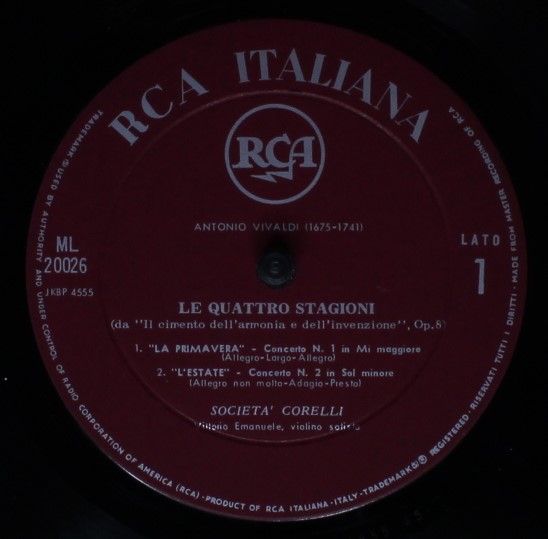 RCA ITALIANA
RCA
ANTONIO VIVALDI (1675-1741)
ML
20026
JKBP 4555
LATO
1
LE QUATTRO STAGIONI
(da "Il cimento dell'armonia e dell'invenzione", Op. 8)
1. "LA PRIMAVERA" - Concerto N. 1 in Mi maggiore
(Allegro-Largo-Allegro)
2. "L'ESTATE" - Concerto N. 2 in Sol minore
(Allegro non molto-Adagio-Presto)
SOCIETA' CORELLI
Vittorio Emanuele, violino solista
TRADEMARK ® USED BY AUTHORITY AND UNDER CONTROL OF RADIO CORPORATION OF AMERICA (RCA) - PRODUCT OF RCA ITALIANA - ITALY - TRADEMARK ® REGISTERED - RISERVATI TUTTI I DIRITTI - MADE FROM MASTER RECORDING OF RCA